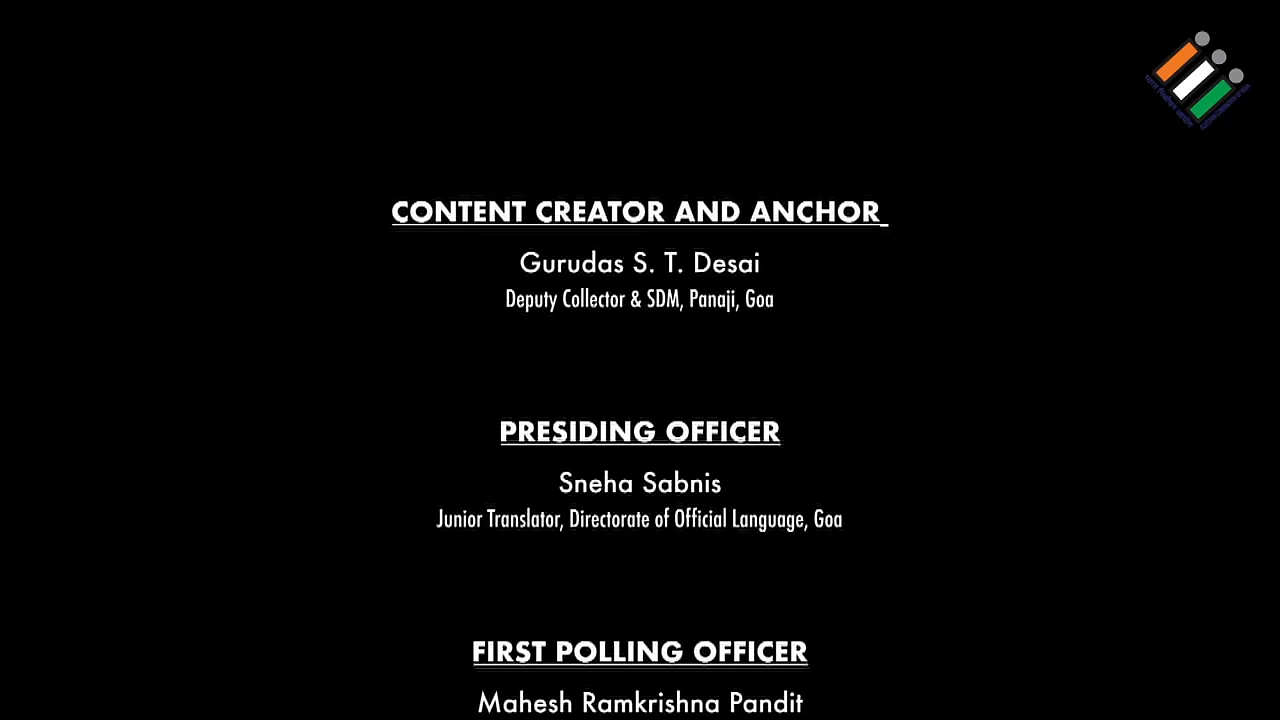 CONTENT CREATOR AND ANCHOR
Gurudas S. T. Desai
Deputy Collector & SDM, Panaji, Goa
PRESIDING OFFICER
Sneha Sabnis
Junior Translator, Directorate of Official Language, Goa
FIRST POLLING OFFICER
Mahesh Ramkrishna Pandit